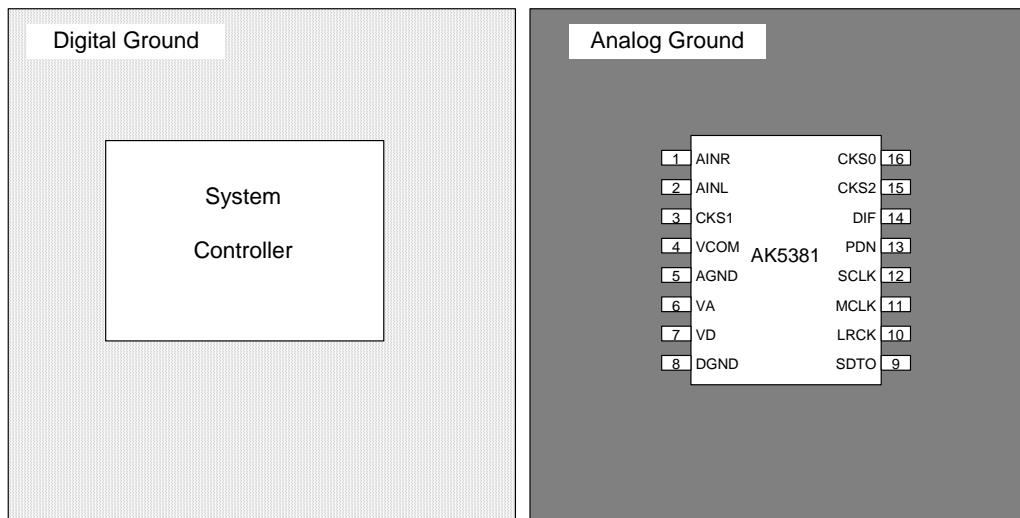 Digital Ground
System
Controller
Analog Ground
1 AINR
2 AINL
3 CKS1
4 VCOM
5 AGND
6 VA
7 VD
8 DGND
AK5381
CKS0 16
CKS2 15
DIF 14
PDN 13
SCLK 12
MCLK 11
LRCK 10
SDTO 9